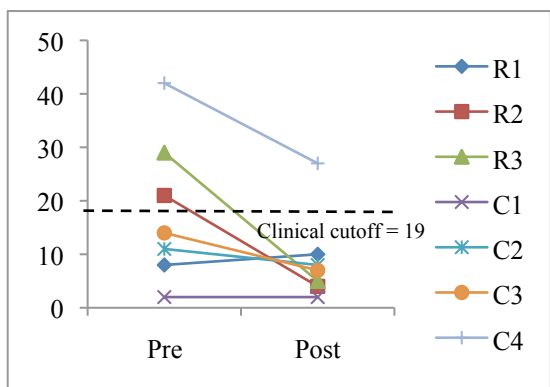 50
40
30
20
10
0
Clinical cutoff = 19
Pre Post
R1
R2
R3
C1
C2
C3
C4